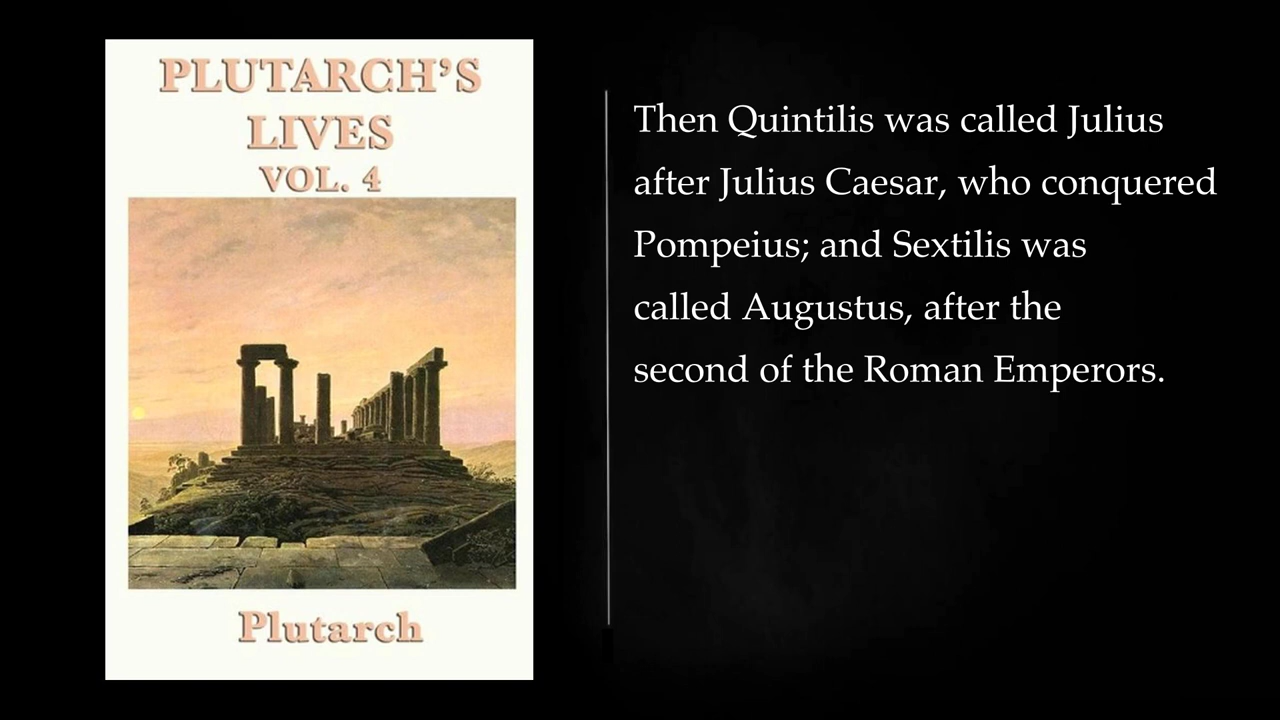 PLUTARCH'S
LIVES
VOL. 4
Plutarch
Then Quintilis was called Julius
after Julius Caesar, who conquered
Pompeius; and Sextilis was
called Augustus, after the
second of the Roman Emperors.